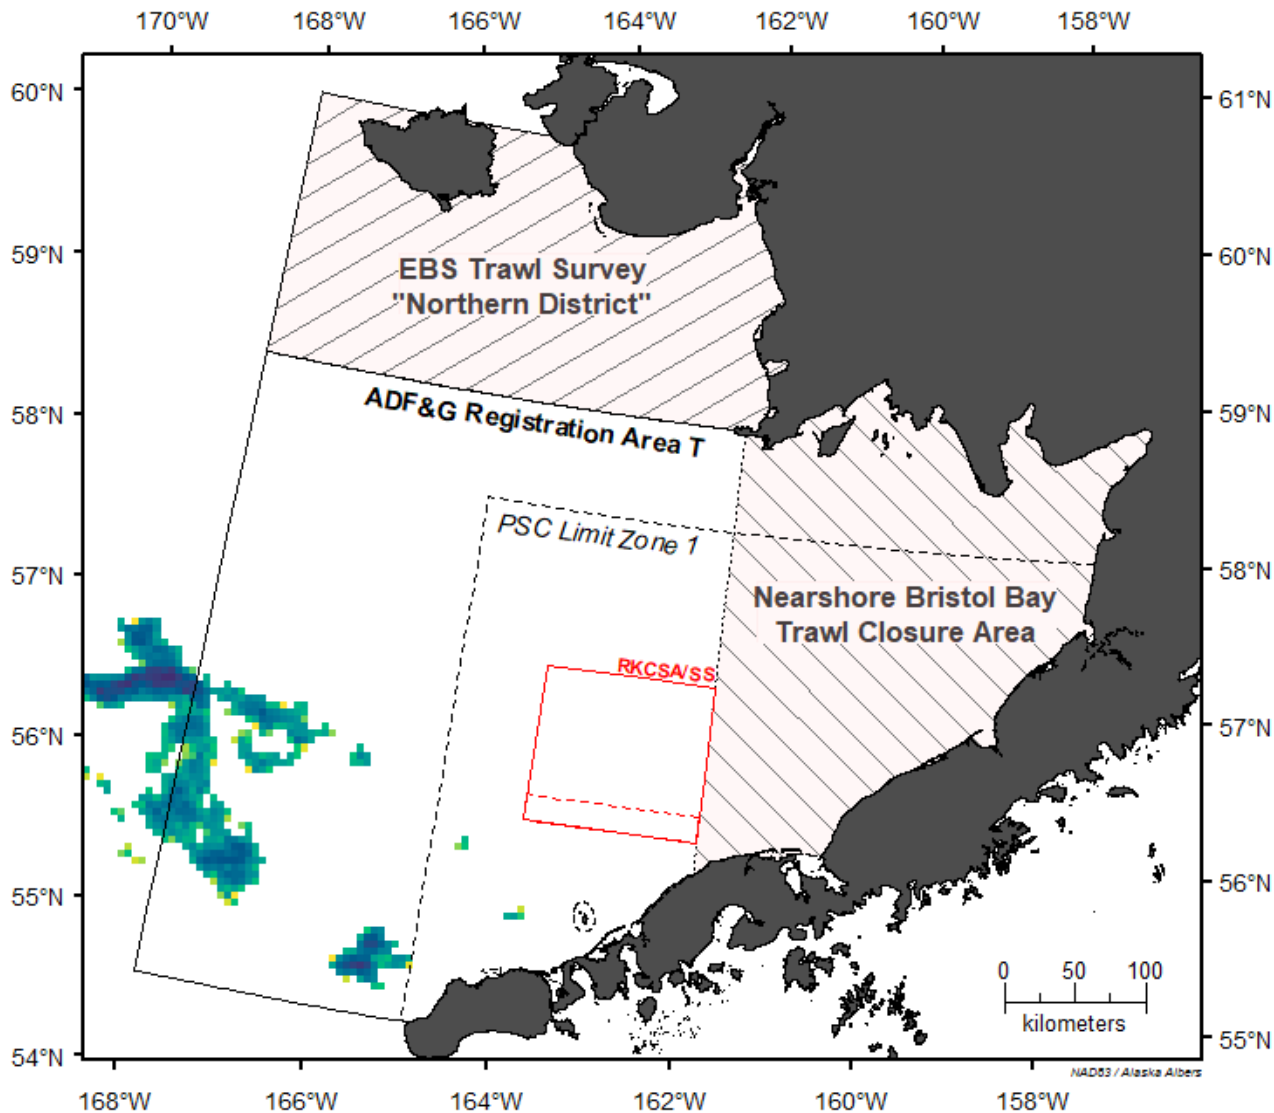 170°W 168°W 166°W 164°W 162°W 160°W 158°W
60°N
61°N
59°N
60°N
EBS Trawl Survey
"Northern District"
58°N
59°N
ADF&G Registration Area T
PSC Limit Zone 1
57°N
58°N
Nearshore Bristol Bay
Trawl Closure Area
RKCSA/SS
56°N
57°N
55°N
56°N
0 50 100
kilometers
54°N
55°N
NAD83 / Alaska Albers
168°W 166°W 164°W 162°W 160°W 158°W